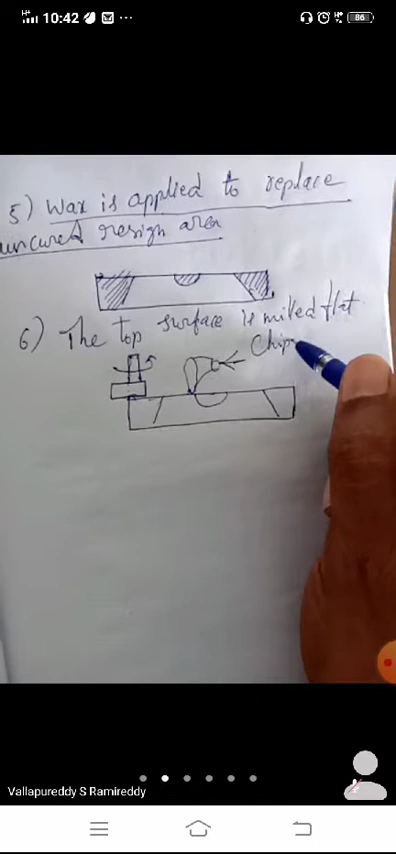 H+ 10:42 ... 86
5) Wax is applied to replace
uncured resign area
6) The top surface is milled flat
Chip
Vallapureddy S Ramireddy